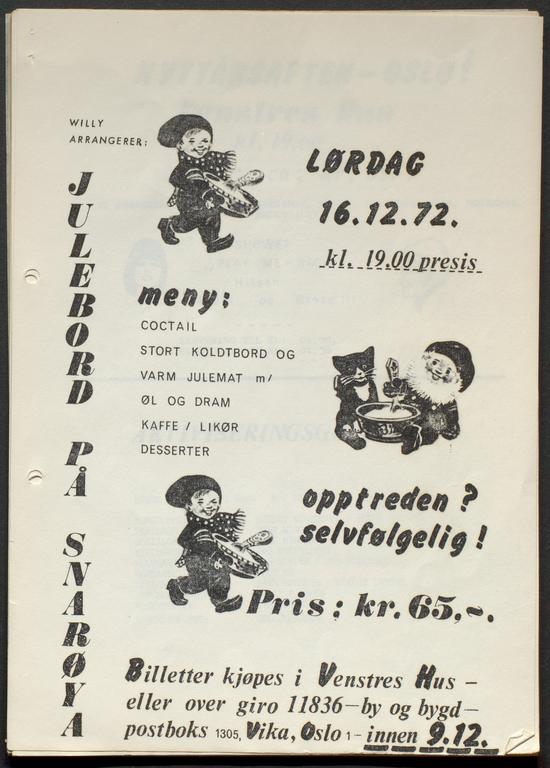 WILLY
ARRANGERER:
JULEBORD PÅ SNARØYA
LØRDAG
16.12.72.
kl. 19.00 presis
meny:
COCTAIL
STORT KOLDTBORD OG
VARM JULEMAT m/
ØL OG DRAM
KAFFE / LIKØR
DESSERTER
opptreden ?
selvfølgelig !
Pris: kr. 65,-.
Billetter kjøpes i Venstres Hus –
eller over giro 11836–by og bygd–
postboks 1305, Vika, Oslo 1 - innen 9.12.